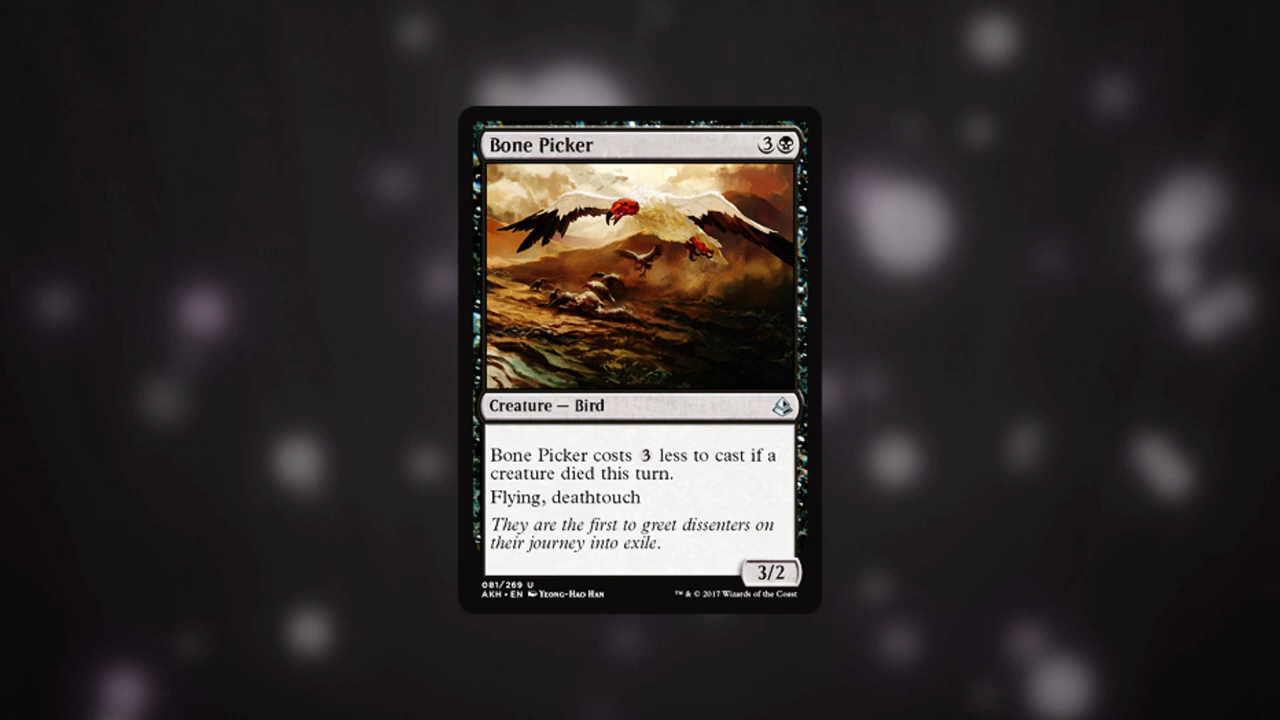 Bone Picker 3
Creature — Bird
Bone Picker costs 3 less to cast if a
creature died this turn.
Flying, deathtouch
They are the first to greet dissenters on
their journey into exile.
3/2
081/269 U
AKH • EN Yeong-Hao Han
™ & © 2017 Wizards of the Coast